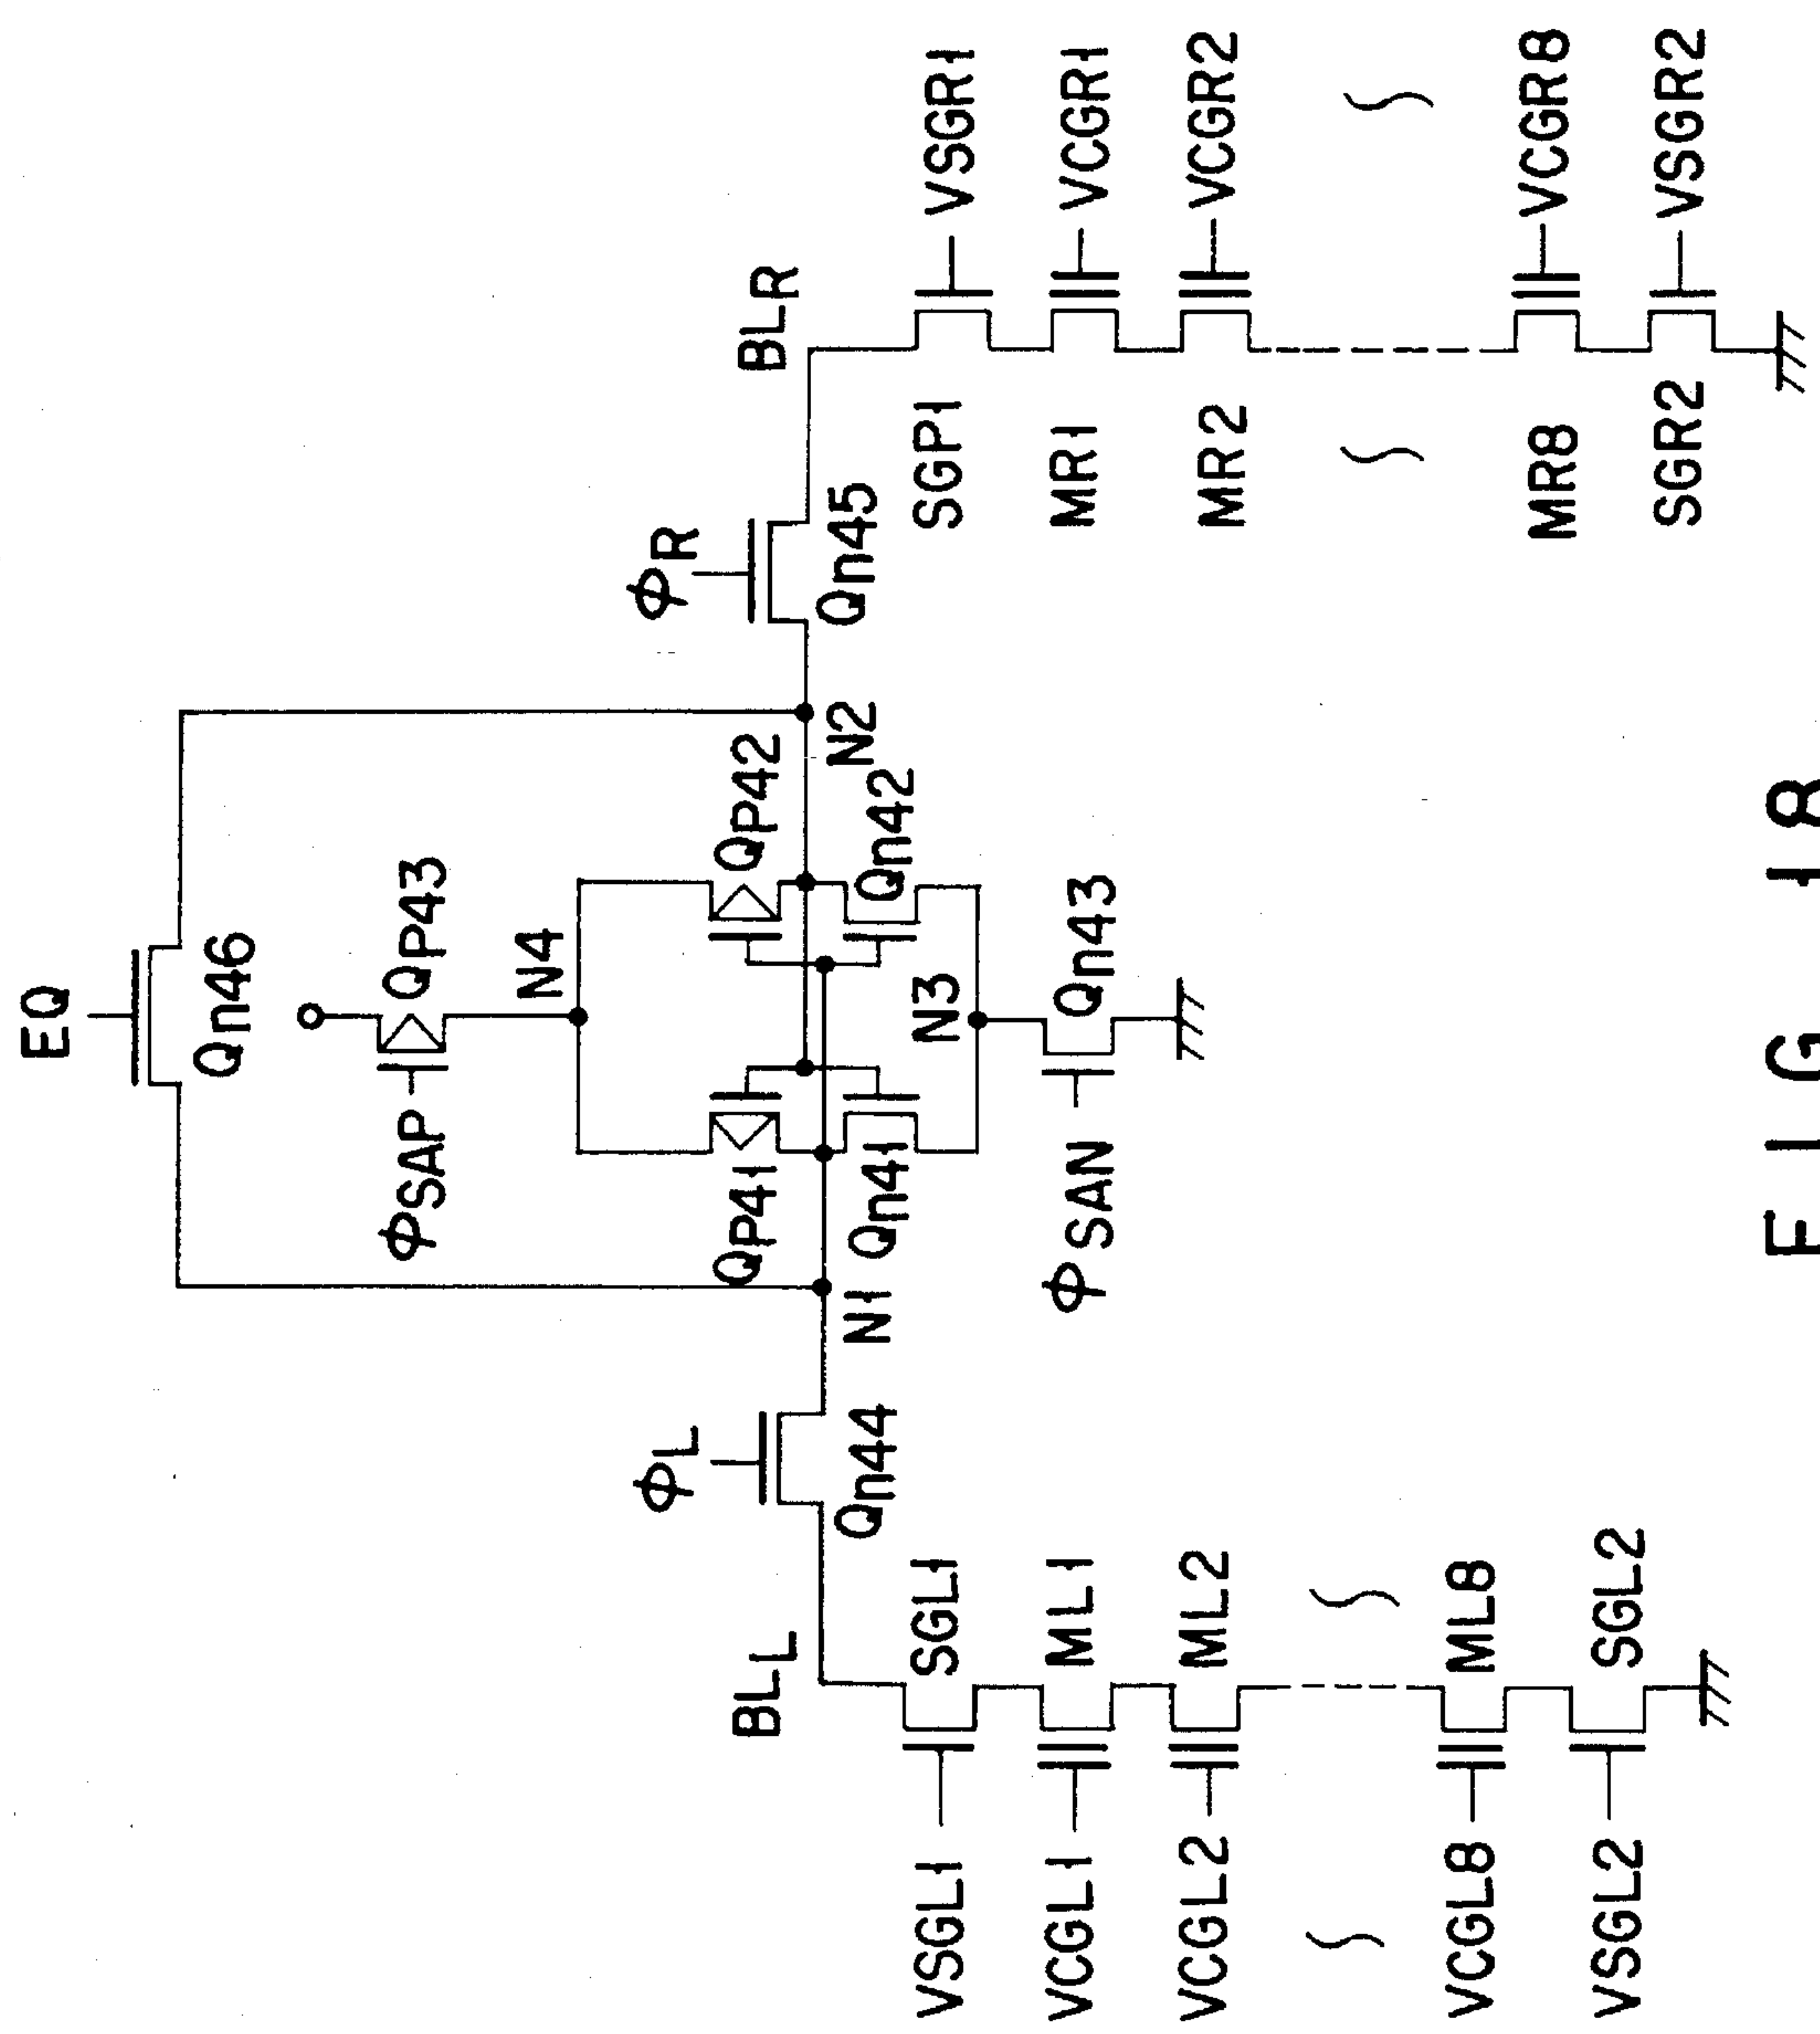 EQ
Qn46
ΦSAP
QP43
N4
ΦL
ΦR
BLL
BLR
QP41
QP42
Qn44
N1
Qn41
Qn42
N2
Qn45
N3
VSGL1
SGL1
SGP1
VSGR1
ΦSAN
Qn43
VCGL1
ML1
MR1
VCGR1
VCGL2
ML2
MR2
VCGR2
VCGL8
ML8
MR8
VCGR8
VSGL2
SGL2
SGR2
VSGR2
FIG 18